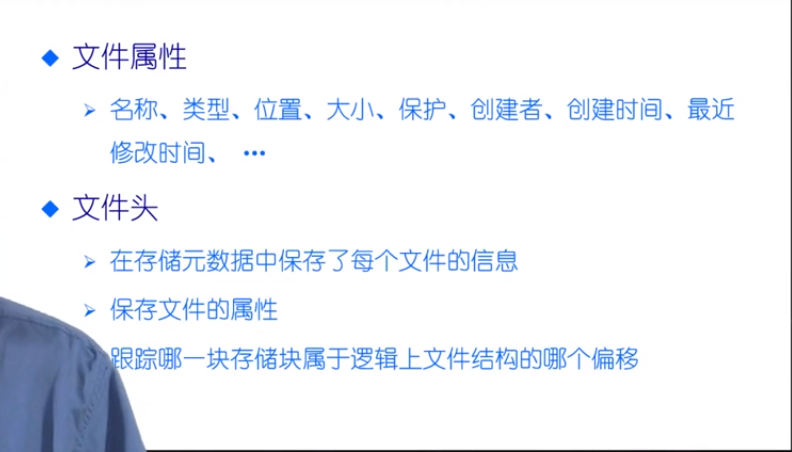 文件属性
名称、类型、位置、大小、保护、创建者、创建时间、最近
修改时间、 •••
文件头
在存储元数据中保存了每个文件的信息
保存文件的属性
跟踪哪一块存储块属于逻辑上文件结构的哪个偏移